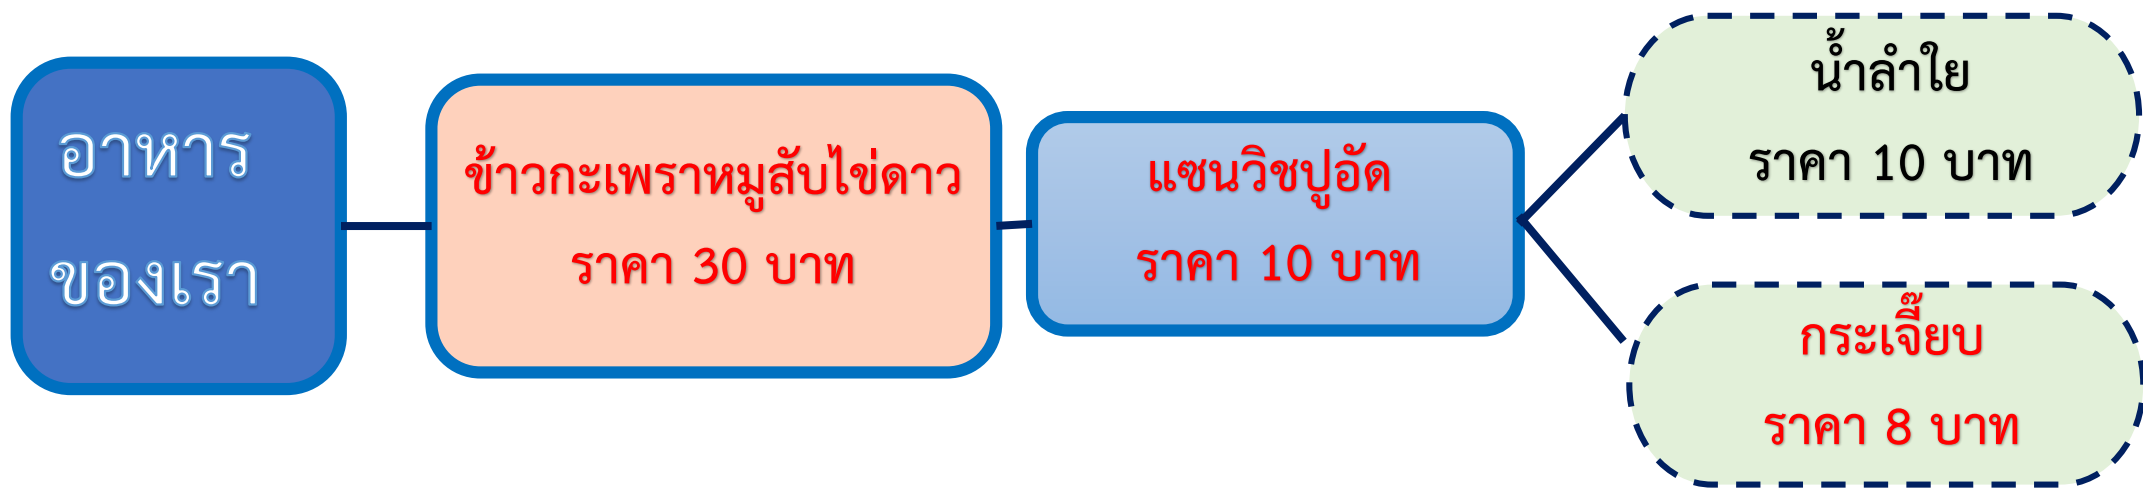 อาหาร
ของเรา
ข้าวกะเพราหมูสับไข่ดาว
ราคา 30 บาท
แซนวิชปูอัด
ราคา 10 บาท
น้ำลำใย
ราคา 10 บาท
กระเจี๊ยบ
ราคา 8 บาท